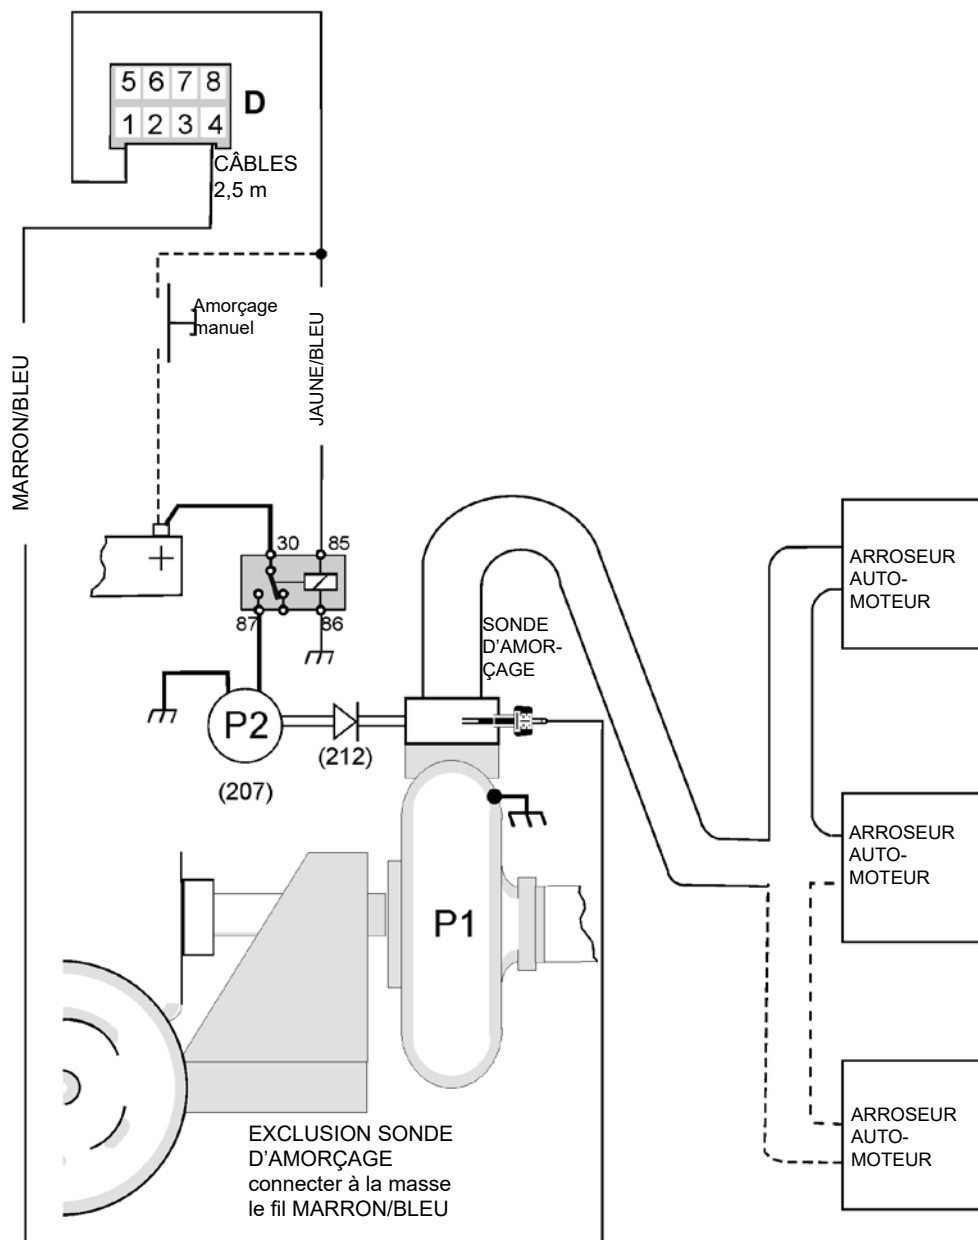 5 6 7 8
1 2 3 4
D
CÂBLES
2,5 m
Amorçage
manuel
MARRON/BLEU
JAUNE/BLEU
30
85
+
87
86
SONDE
D'AMOR-
ÇAGE
P2
(212)
(207)
P1
ARROSEUR
AUTO-
MOTEUR
ARROSEUR
AUTO-
MOTEUR
ARROSEUR
AUTO-
MOTEUR
EXCLUSION SONDE
D'AMORÇAGE
connecter à la masse
le fil MARRON/BLEU